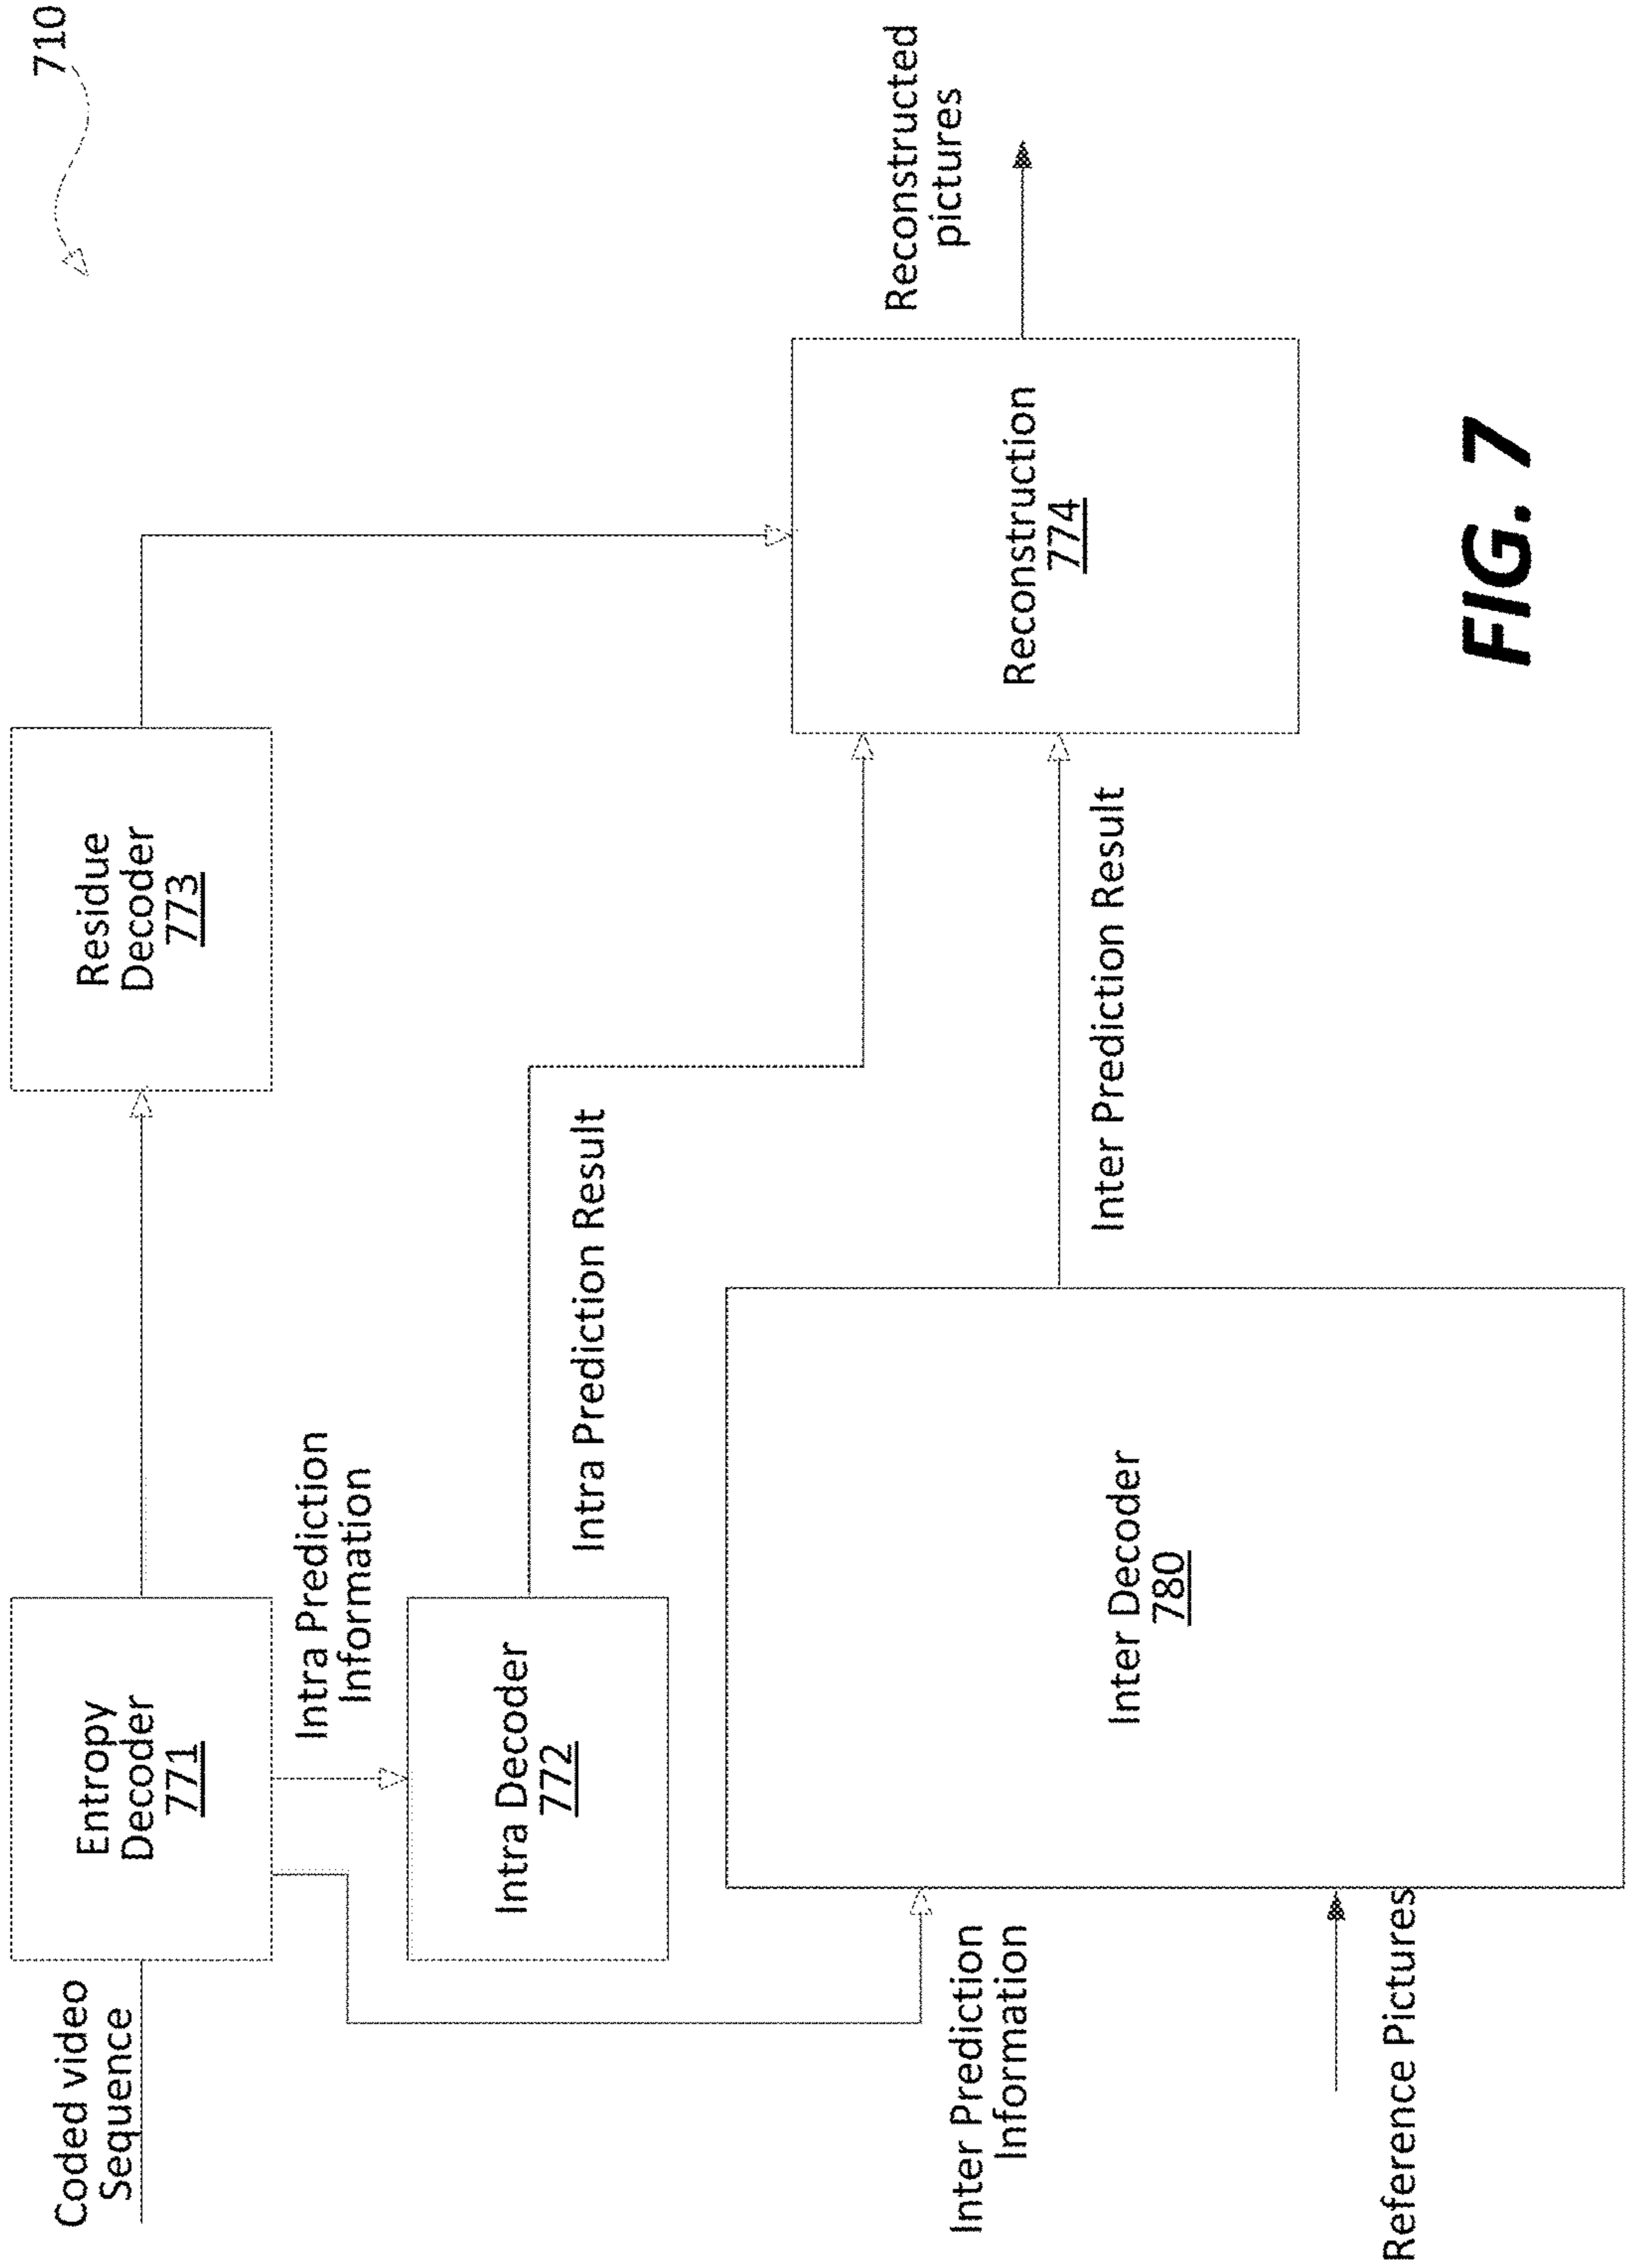 710
Coded video
Sequence
Entropy
Decoder
771
Residue
Decoder
773
Intra Prediction
Information
Intra Decoder
772
Intra Prediction Result
Reconstructed
pictures
Reconstruction
774
Inter Prediction
Information
Inter Decoder
780
Inter Prediction Result
Reference Pictures
FIG. 7